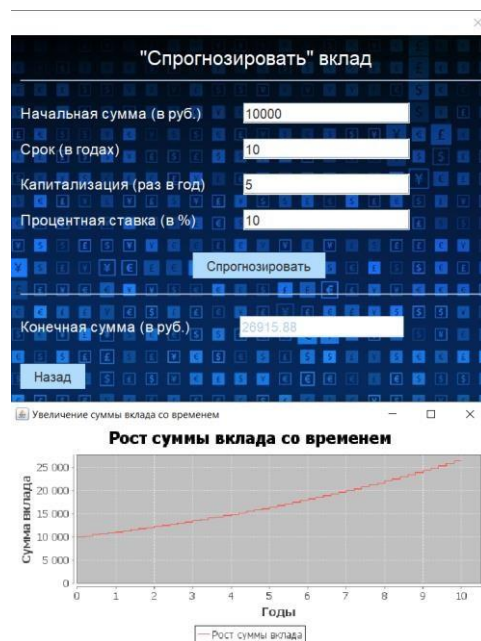 "Спрогнозировать" вклад
Начальная сумма (в руб.) 10000
Срок (в годах) 10
Капитализация (раз в год) 5
Процентная ставка (в %) 10
Спрогнозировать
Конечная сумма (в руб.) 26915.88
Назад
Увеличение суммы вклада со временем
Рост суммы вклада со временем
Сумма вклада
25 000
20 000
15 000
10 000
5 000
0
0 1 2 3 4 5 6 7 8 9 10
Годы
Рост суммы вклада